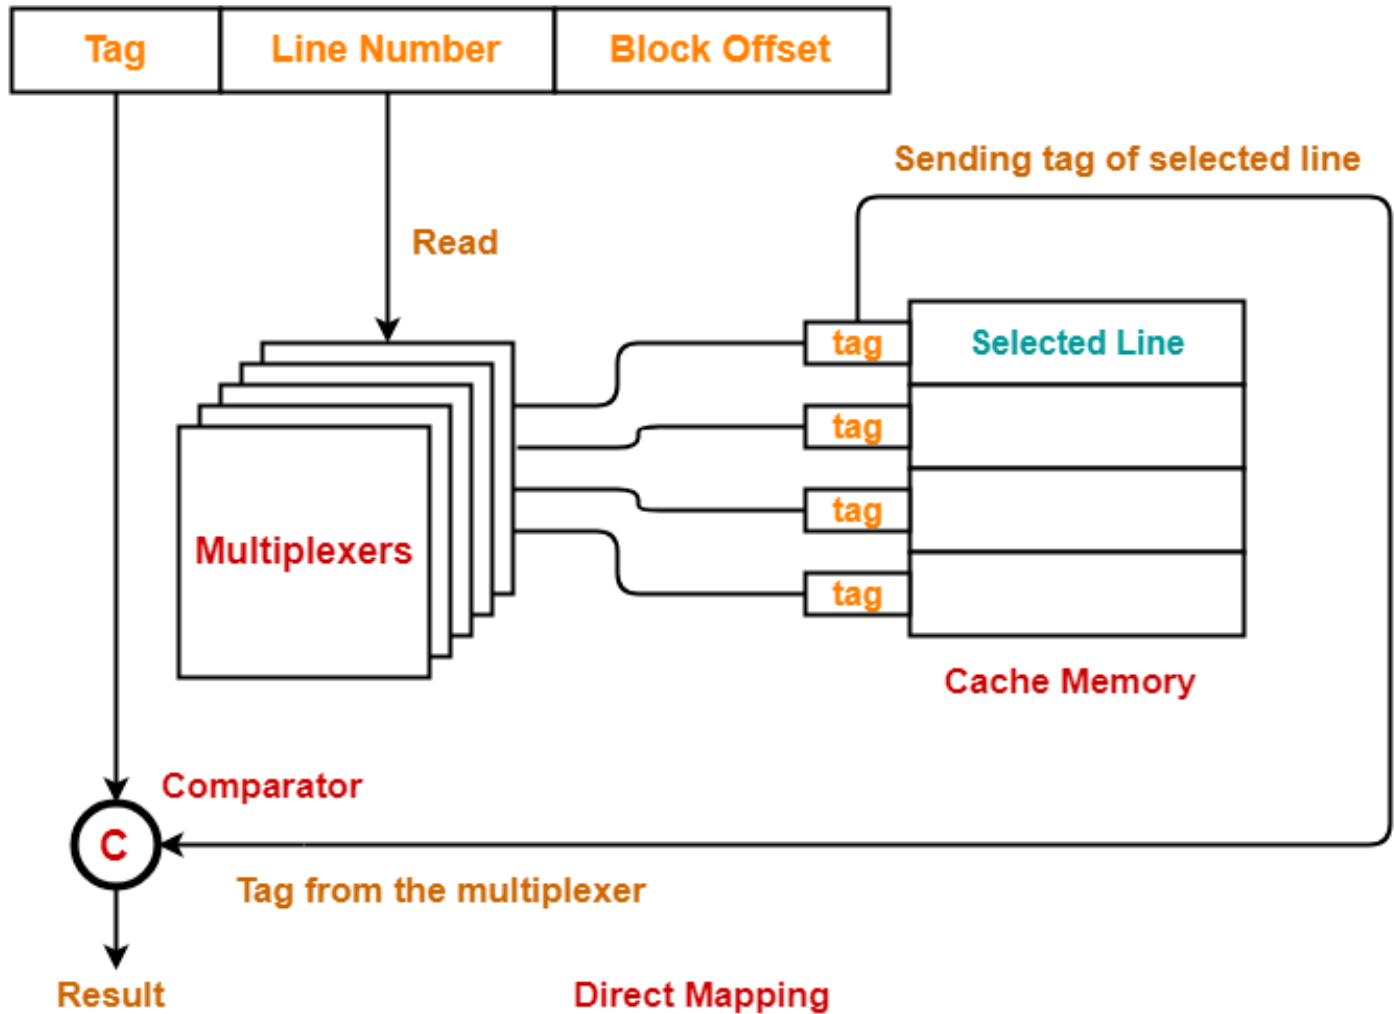 Tag
Line Number
Block Offset
Sending tag of selected line
Read
tag
Selected Line
tag
tag
Multiplexers
tag
Cache Memory
Comparator
C
Tag from the multiplexer
Result
Direct Mapping